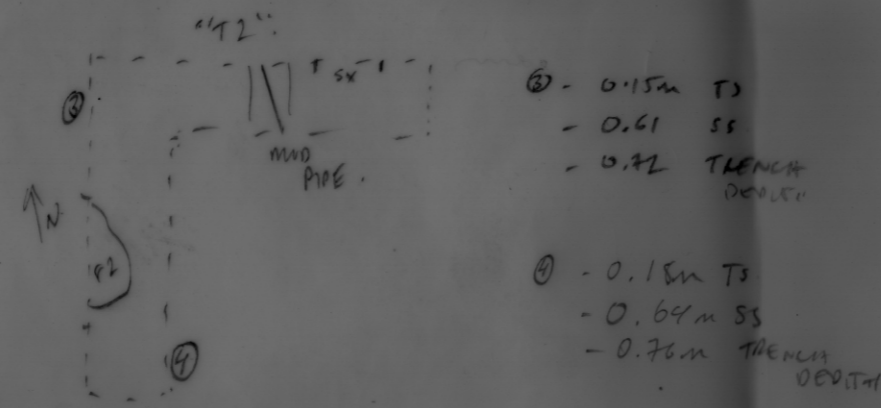 "T2":
③
SX
MUD
PIPE.
N
④
③ - 0.15m TS
- 0.61 SS
- 0.72 TRENCH
④ - 0.15m TS
- 0.64m SS
- 0.76m TRENCH